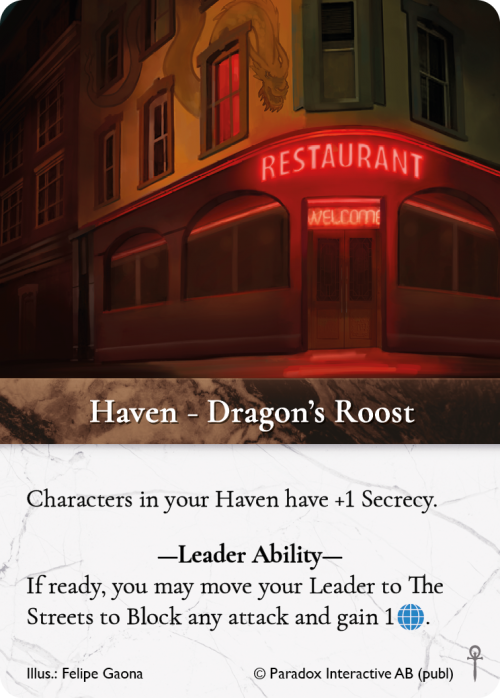 RESTAURANT
WELCOME
Haven - Dragon's Roost
Characters in your Haven have +1 Secrecy.
—Leader Ability—
If ready, you may move your Leader to The
Streets to Block any attack and gain 1.
Illus.: Felipe Gaona
© Paradox Interactive AB (publ)